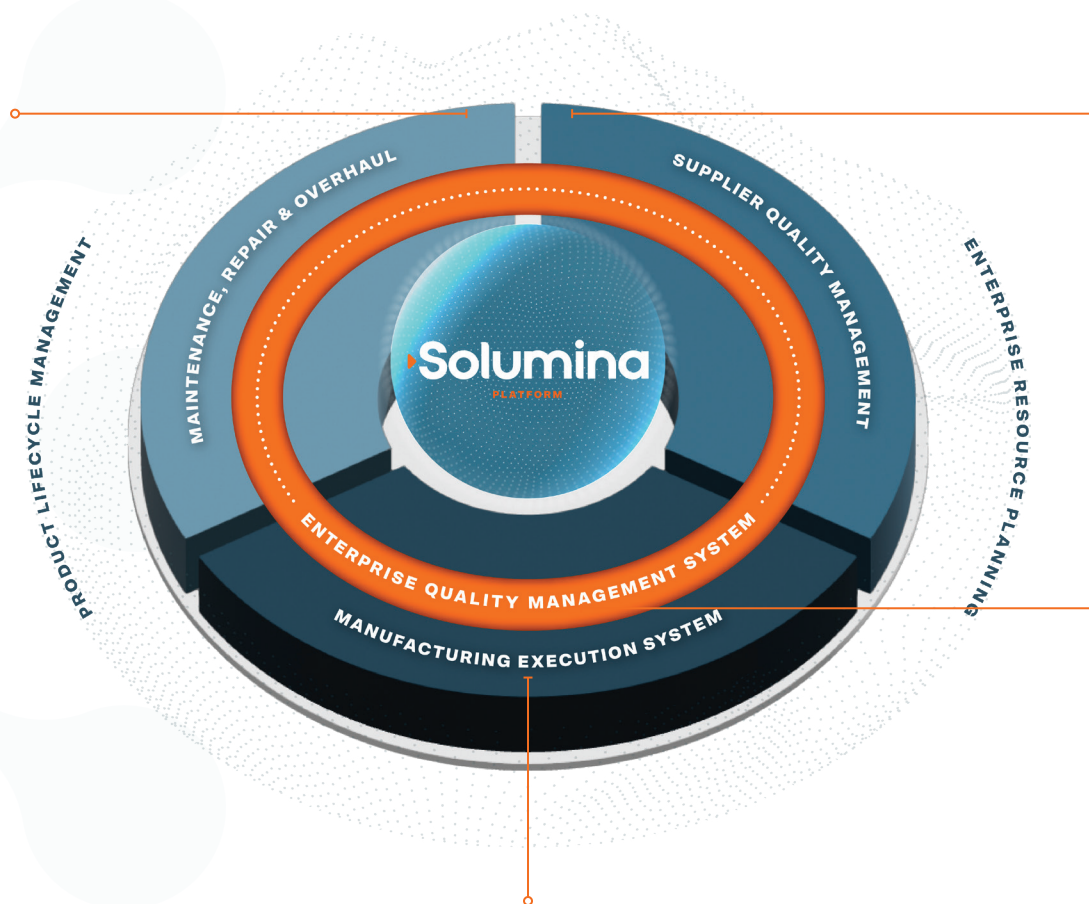 MAINTENANCE, REPAIR & OVERHAUL
SUPPLIER QUALITY MANAGEMENT
PRODUCT LIFECYCLE MANAGEMENT
ENTERPRISE RESOURCE PLANNING
Solumina
PLATFORM
ENTERPRISE QUALITY MANAGEMENT SYSTEM
MANUFACTURING EXECUTION SYSTEM